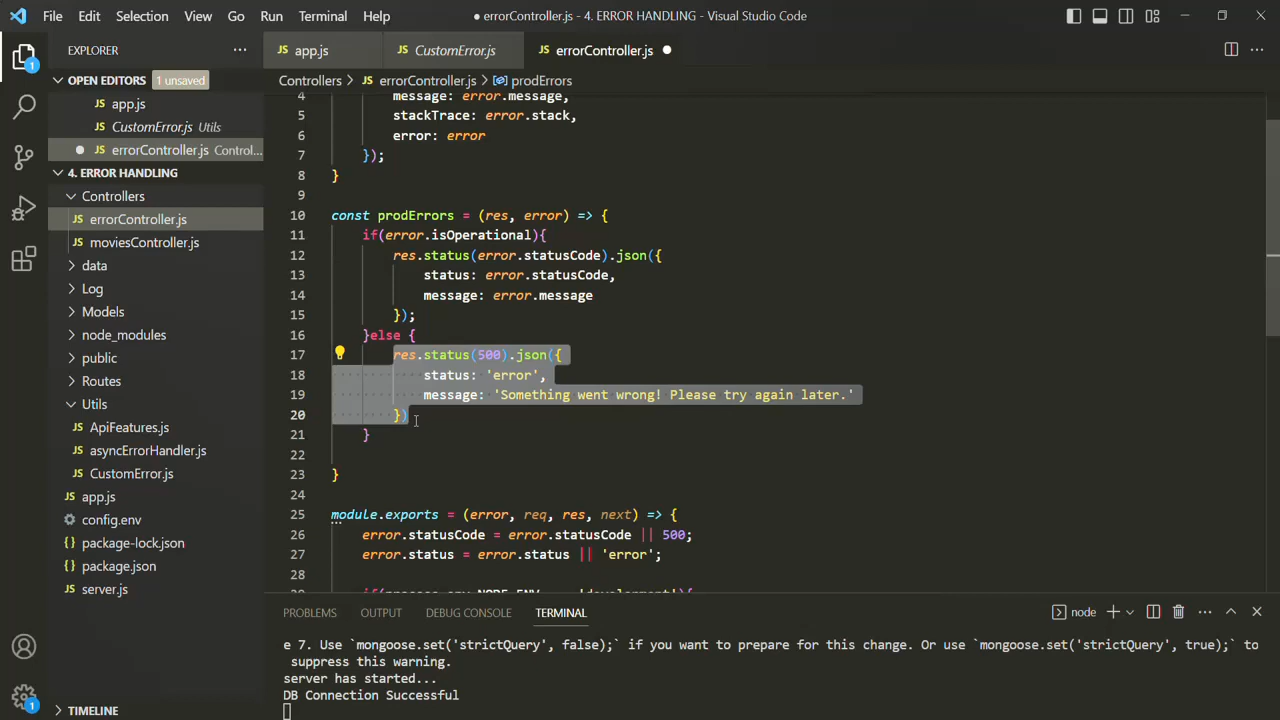 File Edit Selection View Go Run Terminal Help ● errorController.js - 4. ERROR HANDLING - Visual Studio Code
EXPLORER ···
OPEN EDITORS 1 unsaved
JS app.js
JS CustomError.js Utils
● JS errorController.js Control...
4. ERROR HANDLING
Controllers
JS errorController.js
JS moviesController.js
data
Log
Models
node_modules
public
Routes
Utils
JS ApiFeatures.js
JS asyncErrorHandler.js
JS CustomError.js
JS app.js
config.env
{} package-lock.json
{} package.json
JS server.js
TIMELINE
1
1
JS app.js JS CustomError.js JS errorController.js ●
Controllers > JS errorController.js > prodErrors
4 message: error.message,
5 stackTrace: error.stack,
6 error: error
7 });
8 }
9
10 const prodErrors = (res, error) => {
11 if(error.isOperational){
12 res.status(error.statusCode).json({
13 status: error.statusCode,
14 message: error.message
15 });
16 }else {
17 res.status(500).json({
18 status: 'error',
19 message: 'Something went wrong! Please try again later.'
20 })
21 }
22
23 }
24
25 module.exports = (error, req, res, next) => {
26 error.statusCode = error.statusCode || 500;
27 error.status = error.status || 'error';
28
PROBLEMS OUTPUT DEBUG CONSOLE TERMINAL node
e 7. Use `mongoose.set('strictQuery', false);` if you want to prepare for this change. Or use `mongoose.set('strictQuery', true);` to
suppress this warning.
server has started...
DB Connection Successful